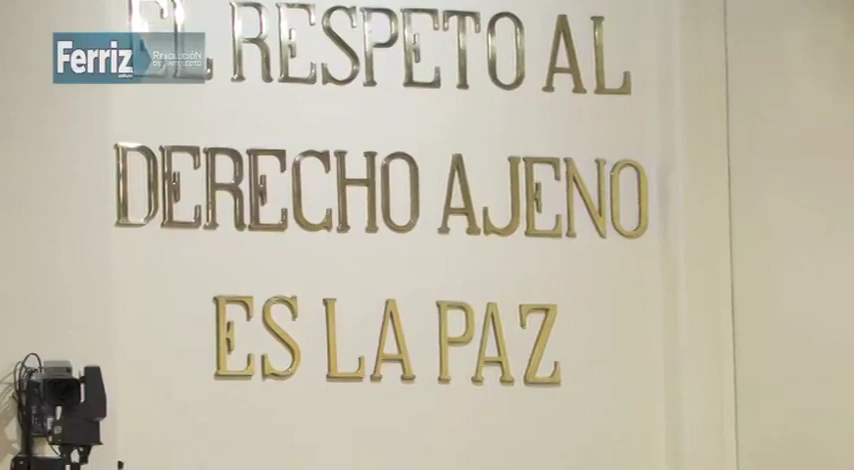 Ferriz
EL RESPETO AL
DERECHO AJENO
ES LA PAZ